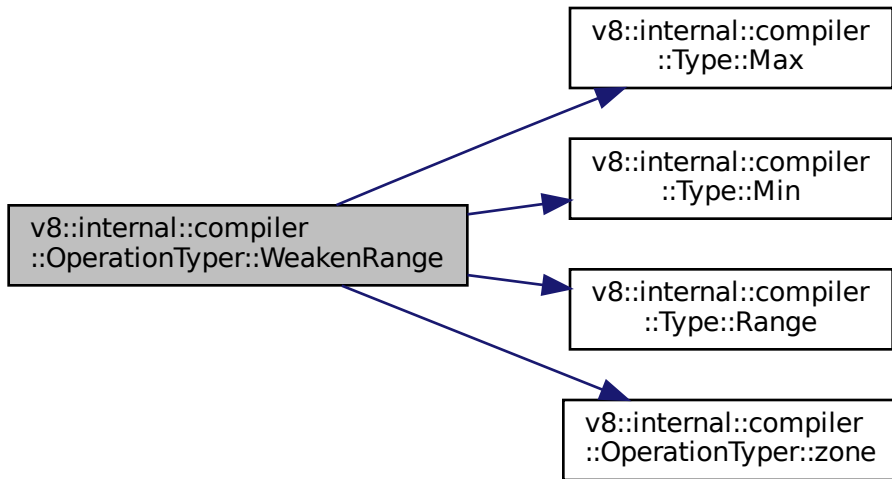 v8::internal::compiler
::Type::Max
v8::internal::compiler
::Type::Min
v8::internal::compiler
::OperationTyper::WeakenRange
v8::internal::compiler
::Type::Range
v8::internal::compiler
::OperationTyper::zone